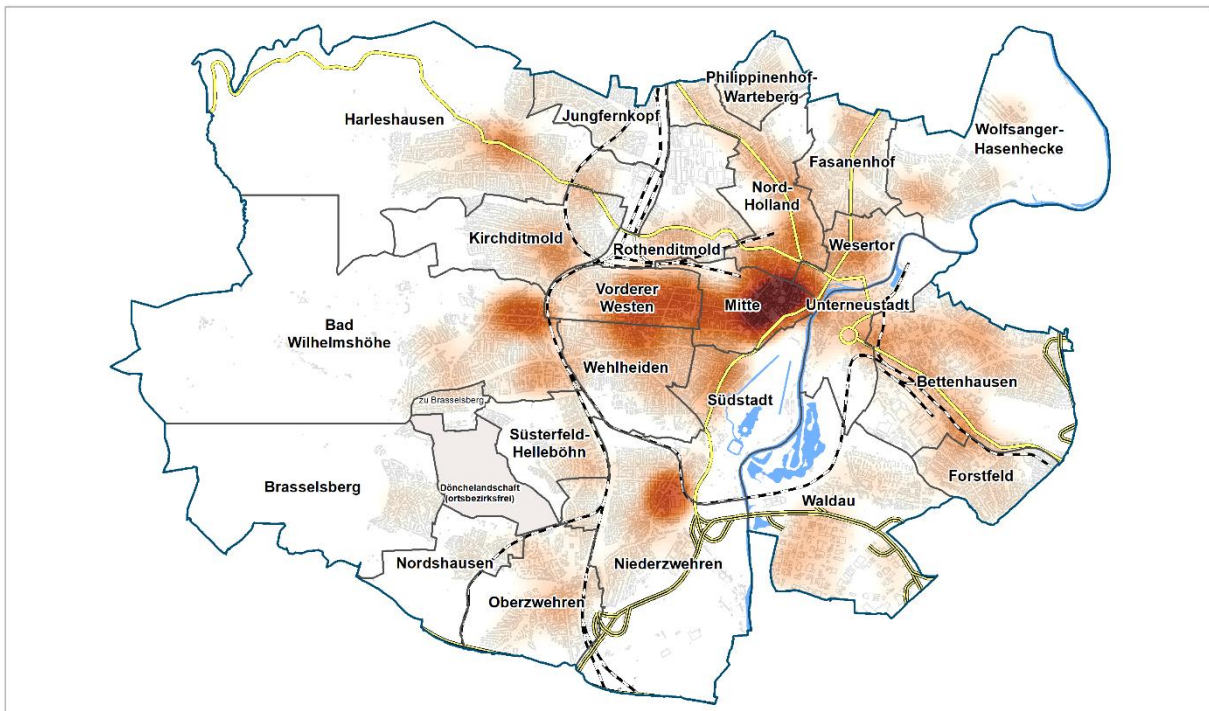 Philippinenhof-
Warteberg
Harleshausen
Jungfernkopf
Wolfsanger-
Hasenhecke
Fasanenhof
Nord-
Holland
Kirchditmold
Rothenditmold
Wesertor
Vorderer
Westen
Mitte
Unterneustadt
Bad
Wilhelmshöhe
Wehlheiden
Bettenhausen
zu Brasselsberg
Südstadt
Süsterfeld-
Helleböhn
Brasselsberg
Dönchelandschaft
(ortsbezirksfrei)
Forstfeld
Waldau
Nordshausen
Niederzwehren
Oberzwehren